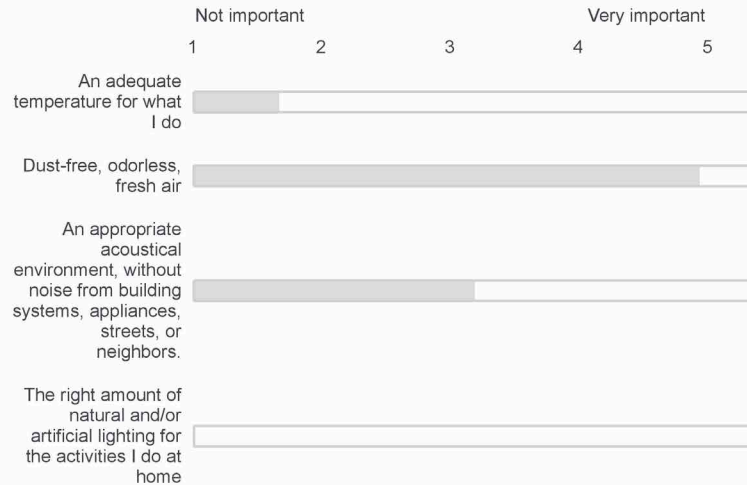 Not important Very important
1 2 3 4 5
An adequate
temperature for what
I do
Dust-free, odorless,
fresh air
An appropriate
acoustical
environment, without
noise from building
systems, appliances,
streets, or
neighbors.
The right amount of
natural and/or
artificial lighting for
the activities I do at
home